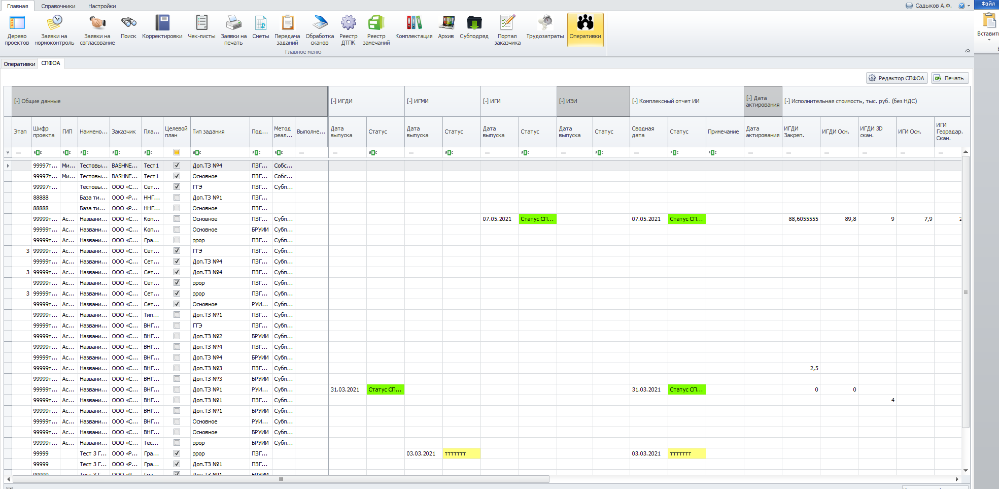 Главная Справочники Настройки Садыков А.Ф. Файл
Дерево проектов
Заявки на нормоконтроль
Заявки на согласование
Поиск
Корректировки
Чек-листы
Заявки на печать
Сметы
Передача заданий
Обработка сканов
Реестр ДТПК
Реестр замечаний
Комплектация
Архив
Субподряд
Портал заказчика
Трудозатраты
Оперативки
Главное меню
Оперативки СПФОА
Редактор СПФОА Печать
[-] Общие данные [-] ИГДИ [-] ИГМИ [-] ИГИ [-] ИЭИ [-] Комплексный отчет ИИ [-] Дата актирования [-] Исполнительная стоимость, тыс. руб. (без НДС)
Этап Шифр проекта ГИП Наимено... Заказчик Пла... Целевой план Тип задания Под... Метод реал... Выполне... Дата выпуска Статус Дата выпуска Статус Дата выпуска Статус Дата выпуска Статус Сводная дата Статус Примечание Дата актирования ИГДИ Закреп. ИГДИ Осн. ИГДИ 3D скан. ИГИ Осн. ИГИ Георадар. Скан.
99997т... Ми... Тестовы... BASHNE... Тест1 Доп.ТЗ №4 ПЗГ... Собс...
99997т... Ми... Тестовы... BASHNE... Тест1 Основное ПЗГ... Собс...
99997т... Тестовы... ООО «С... Сет... ГГЭ ПЗГ... Субп...
88888 База ти... ООО «Р... ННГ... Доп.ТЗ №1 ПЗГ...
88888 База ти... ООО «Р... ННГ... Основное ПЗГ...
99999т... Ас... Названи... ООО «С... Коп... Основное ПЗГ... Субп... 07.05.2021 Статус СП... 07.05.2021 Статус СП... 88,6055555 89,8 9 7,9 2
99999т... Ас... Названи... ООО «С... Коп... Основное БРУИИ Субп...
99999т... Ас... Названи... ООО «С... Гра... ррор ПЗГ... Субп...
3 99999т... Ас... Названи... ООО «С... Сет... ГГЭ ПЗГ... Субп...
99999т... Ас... Названи... ООО «С... Сет... Доп.ТЗ №4 ПЗГ... Субп...
3 99999т... Ас... Названи... ООО «С... Сет... Доп.ТЗ №4 ПЗГ... Субп...
99999т... Ас... Названи... ООО «С... Сет... ррор ПЗГ... Субп...
3 99999т... Ас... Названи... ООО «С... Сет... ррор ПЗГ... Субп...
99999т... Ас... Названи... ООО «С... Сет... Основное РУИ... Субп...
99999т... Ас... Названи... ООО «С... Тип... Доп.ТЗ №1 ПЗГ... Субп...
99999т... Ас... Названи... ООО «С... ВНГ... ГГЭ ПЗГ... Субп...
99999т... Ас... Названи... ООО «С... ВНГ... Доп.ТЗ №2 БРУИИ Субп...
99999т... Ас... Названи... ООО «С... ВНГ... Доп.ТЗ №4 ПЗГ... Субп...
99999т... Ас... Названи... ООО «С... ВНГ... Доп.ТЗ №4 БРУИИ Субп...
99999т... Ас... Названи... ООО «С... ВНГ... Доп.ТЗ №3 ПЗГ... Субп... 2,5
99999т... Ас... Названи... ООО «С... ВНГ... Доп.ТЗ №3 БРУИИ Субп...
99999т... Ас... Названи... ООО «С... ВНГ... Доп.ТЗ №1 РУИ... Субп... 31.03.2021 Статус СП... 31.03.2021 Статус СП... 0 0
99999т... Ас... Названи... ООО «С... ВНГ... Доп.ТЗ №1 ПЗГ... Субп... 4
99999т... Ас... Названи... ООО «С... ВНГ... Доп.ТЗ №1 БРУИИ Субп...
99999т... Ас... Названи... ООО «С... ВНГ... Основное РУИ... Субп...
99999т... Ас... Названи... ООО «С... ВНГ... Основное БРУИИ Субп...
99999т... Ас... Названи... ООО «С... Тес... ррор БРУИИ Субп...
99999 Тест 3 Г... ООО «Р... Гра... ррор ПЗГ... 03.03.2021 ттттттт 03.03.2021 ттттттт
99999 Тест 3 Г... ООО «Р... Гра... Доп.ТЗ №1 ПЗГ...
99999 Тест 3 Г... ООО «Р... Гра... Доп.ТЗ №1 БРУИИ